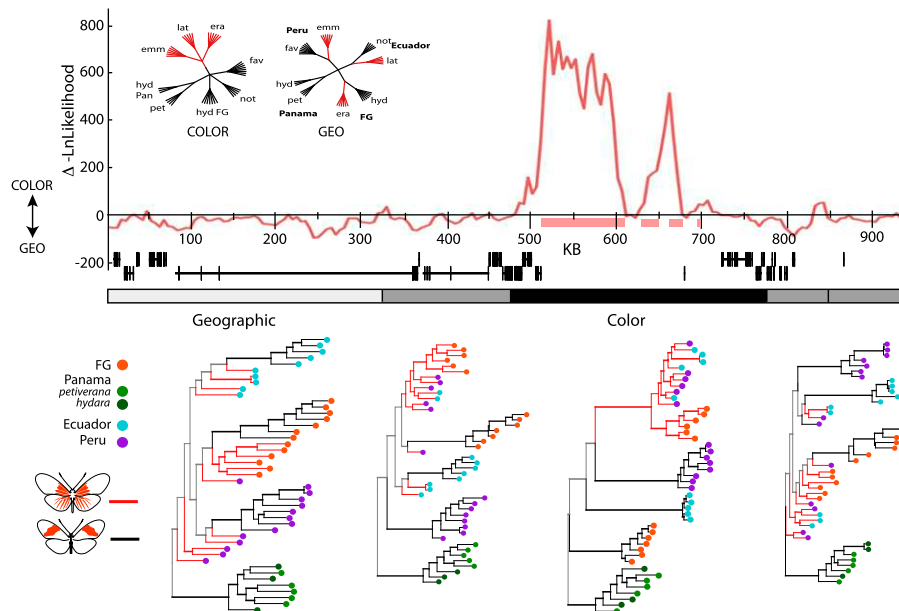 800
600
400
200
0
-200
Δ -LnLikelihood
COLOR
GEO
lat
era
emm
fav
hyd
Pan
pet
hyd FG
not
COLOR
Peru
emm
fav
not
Ecuador
lat
hyd
pet
Panama
era
hyd
FG
GEO
100
200
300
400
500
600
700
800
900
KB
Geographic
Color
FG
Panama
petiverana
hydara
Ecuador
Peru